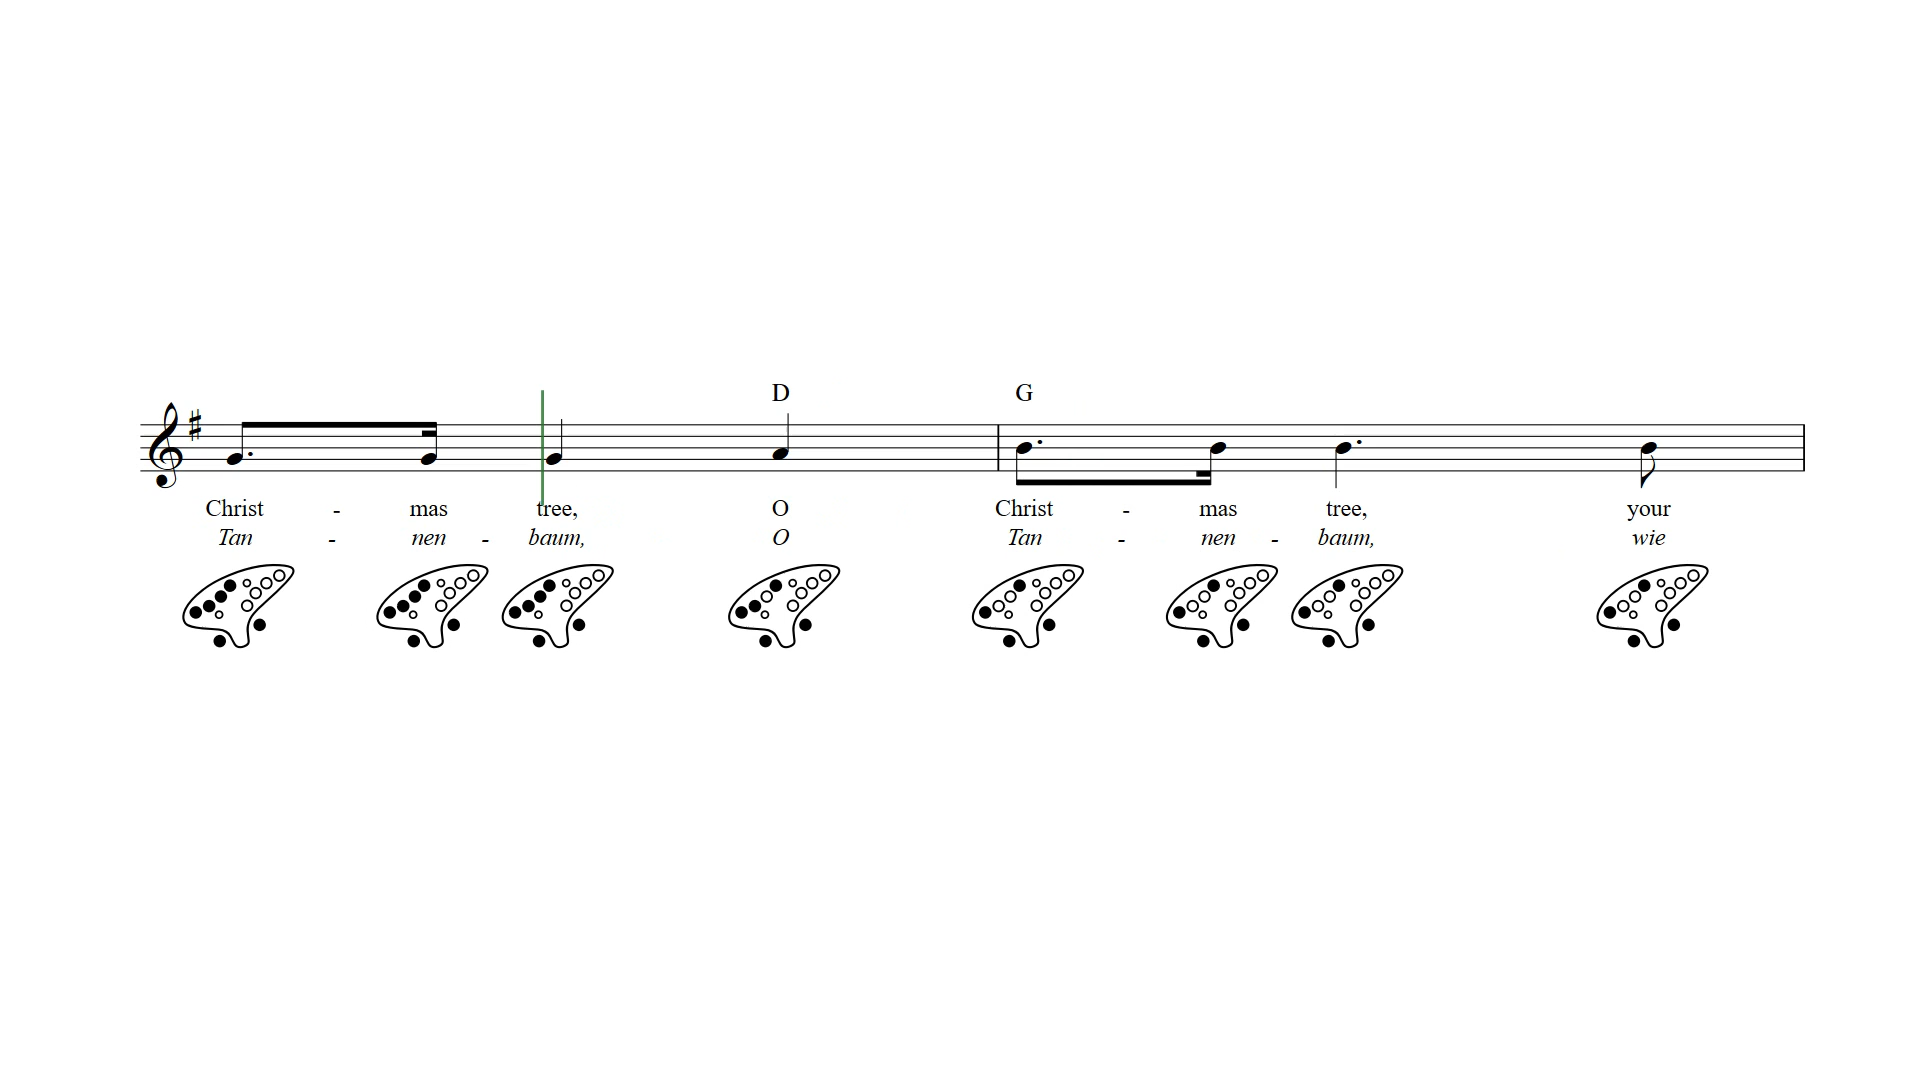 D G
Christ - mas tree, O Christ - mas tree, your
Tan - nen - baum, O Tan - nen - baum, wie